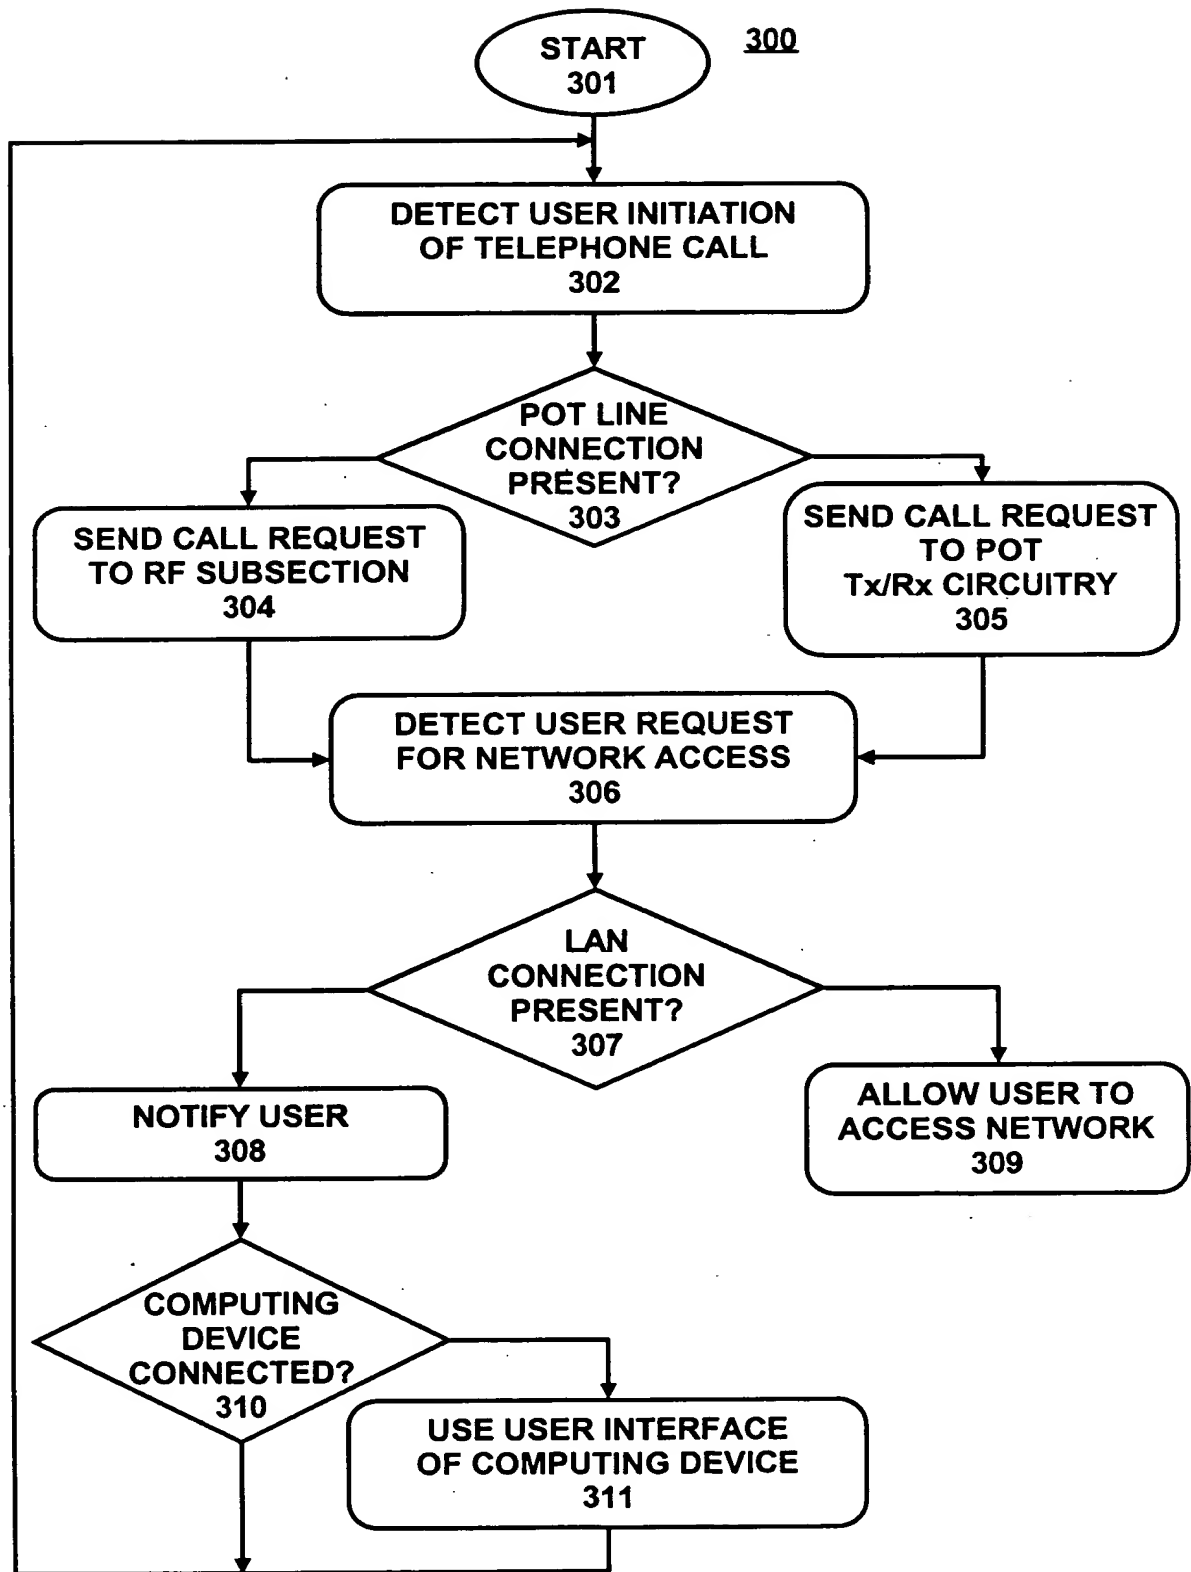 300
START
301
DETECT USER INITIATION
OF TELEPHONE CALL
302
POT LINE
CONNECTION
PRESENT?
303
SEND CALL REQUEST
TO RF SUBSECTION
304
SEND CALL REQUEST
TO POT
Tx/Rx CIRCUITRY
305
DETECT USER REQUEST
FOR NETWORK ACCESS
306
LAN
CONNECTION
PRESENT?
307
NOTIFY USER
308
ALLOW USER TO
ACCESS NETWORK
309
COMPUTING
DEVICE
CONNECTED?
310
USE USER INTERFACE
OF COMPUTING DEVICE
311